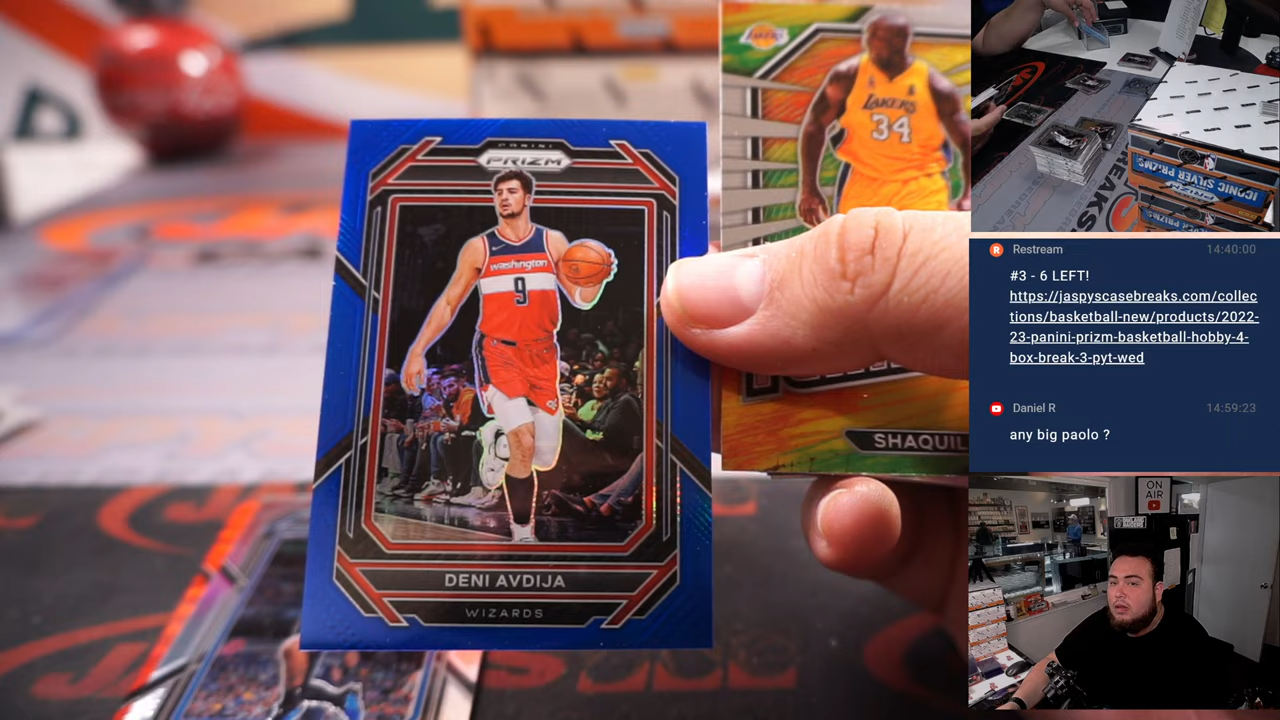 PANINI
PRIZM
washington
9
DENI AVDIJA
WIZARDS
LAKERS
LAKERS
34
SHAQUIL
ICONIC SILVER PRIZMS
BREAKS
R Restream 14:40:00
#3 - 6 LEFT!
https://jaspyscasebreaks.com/collec
tions/basketball-new/products/2022-
23-panini-prizm-basketball-hobby-4-
box-break-3-pyt-wed
Daniel R 14:59:23
any big paolo ?
ON
AIR